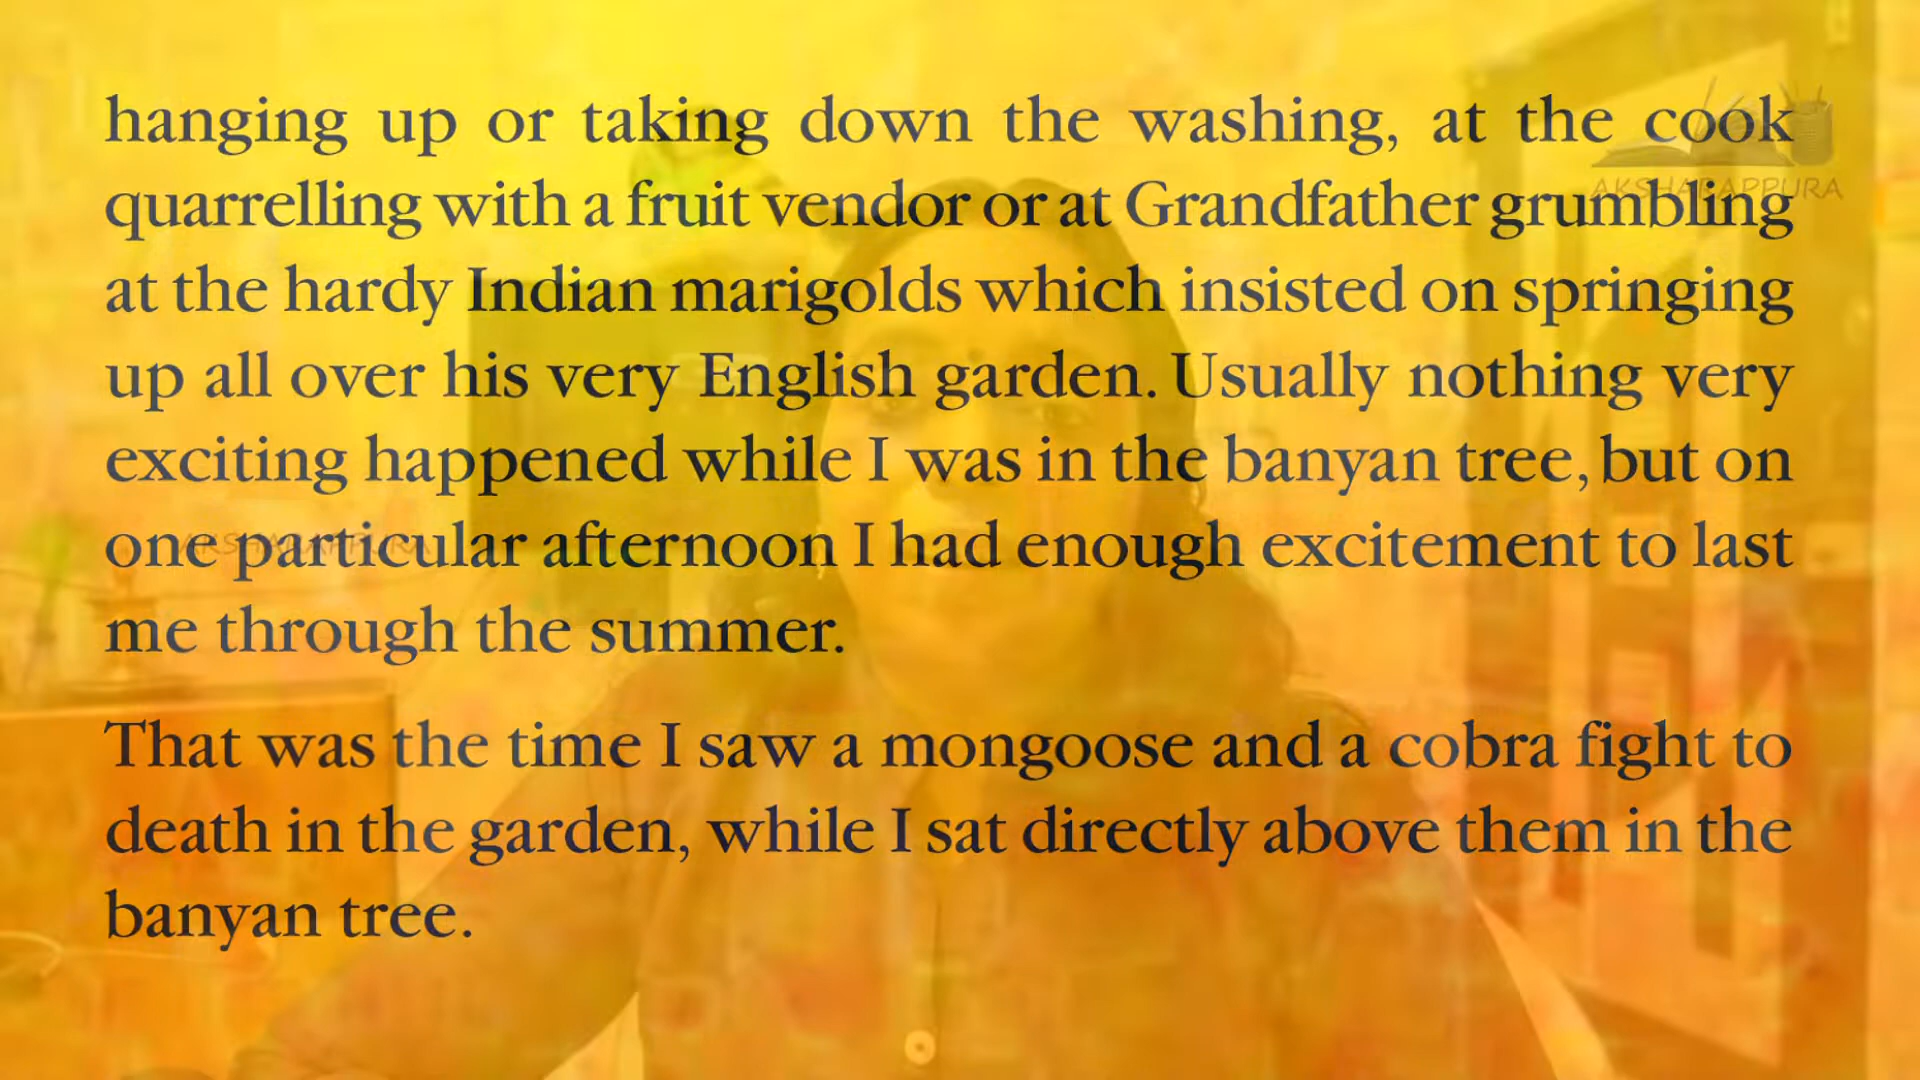 hanging up or taking down the washing, at the cook
quarrelling with a fruit vendor or at Grandfather grumbling
at the hardy Indian marigolds which insisted on springing
up all over his very English garden. Usually nothing very
exciting happened while I was in the banyan tree, but on
one particular afternoon I had enough excitement to last
me through the summer.
That was the time I saw a mongoose and a cobra fight to
death in the garden, while I sat directly above them in the
banyan tree.
AKSHARAPPURA
AKSHARAPPURA